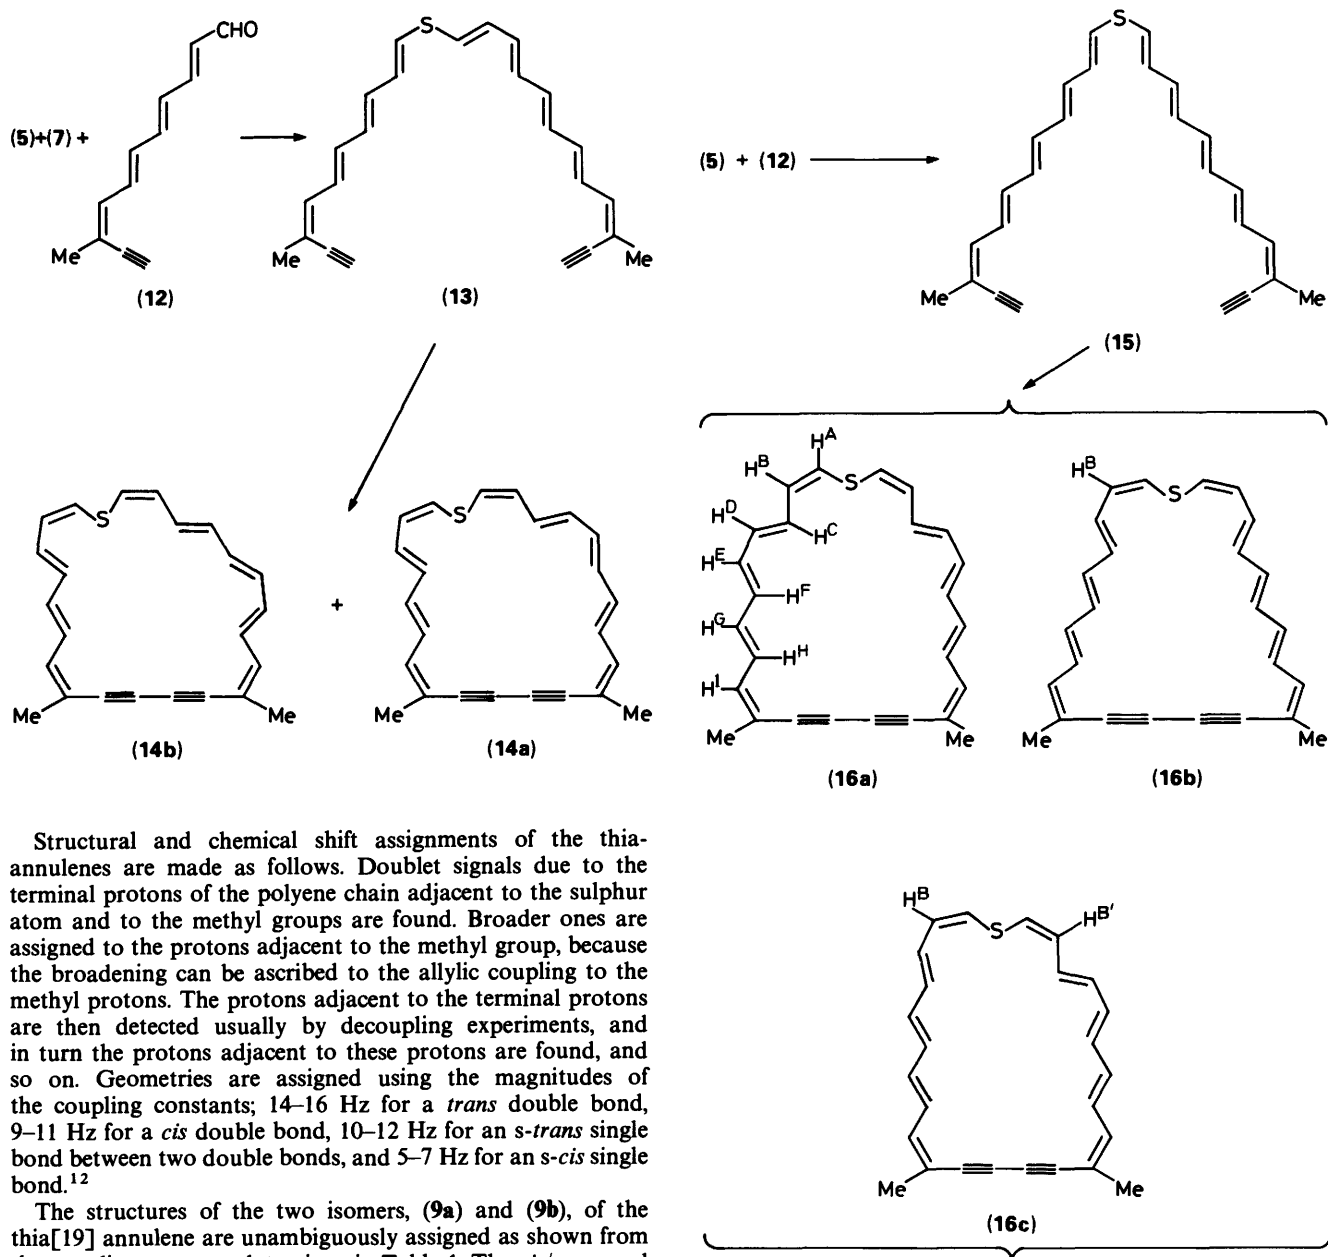 CHO
S
S
(5)+(7) +
(5) + (12)
Me
Me
Me
Me
Me
(12)
(13)
(15)
H^A
H^B
S
H^D
H^C
H^E
H^F
H^G
H^H
H^I
Me
Me
(16a)
H^B
S
Me
Me
(16b)
S
Me
Me
(14b)
+
S
Me
Me
(14a)
Structural and chemical shift assignments of the thia-
annulenes are made as follows. Doublet signals due to the
terminal protons of the polyene chain adjacent to the sulphur
atom and to the methyl groups are found. Broader ones are
assigned to the protons adjacent to the methyl group, because
the broadening can be ascribed to the allylic coupling to the
methyl protons. The protons adjacent to the terminal protons
are then detected usually by decoupling experiments, and
in turn the protons adjacent to these protons are found, and
so on. Geometries are assigned using the magnitudes of
the coupling constants; 14–16 Hz for a trans double bond,
9–11 Hz for a cis double bond, 10–12 Hz for an s-trans single
bond between two double bonds, and 5–7 Hz for an s-cis single
bond.¹²
The structures of the two isomers, (9a) and (9b), of the
thia[19] annulene are unambiguously assigned as shown from
H^B
S
H^B'
Me
Me
(16c)